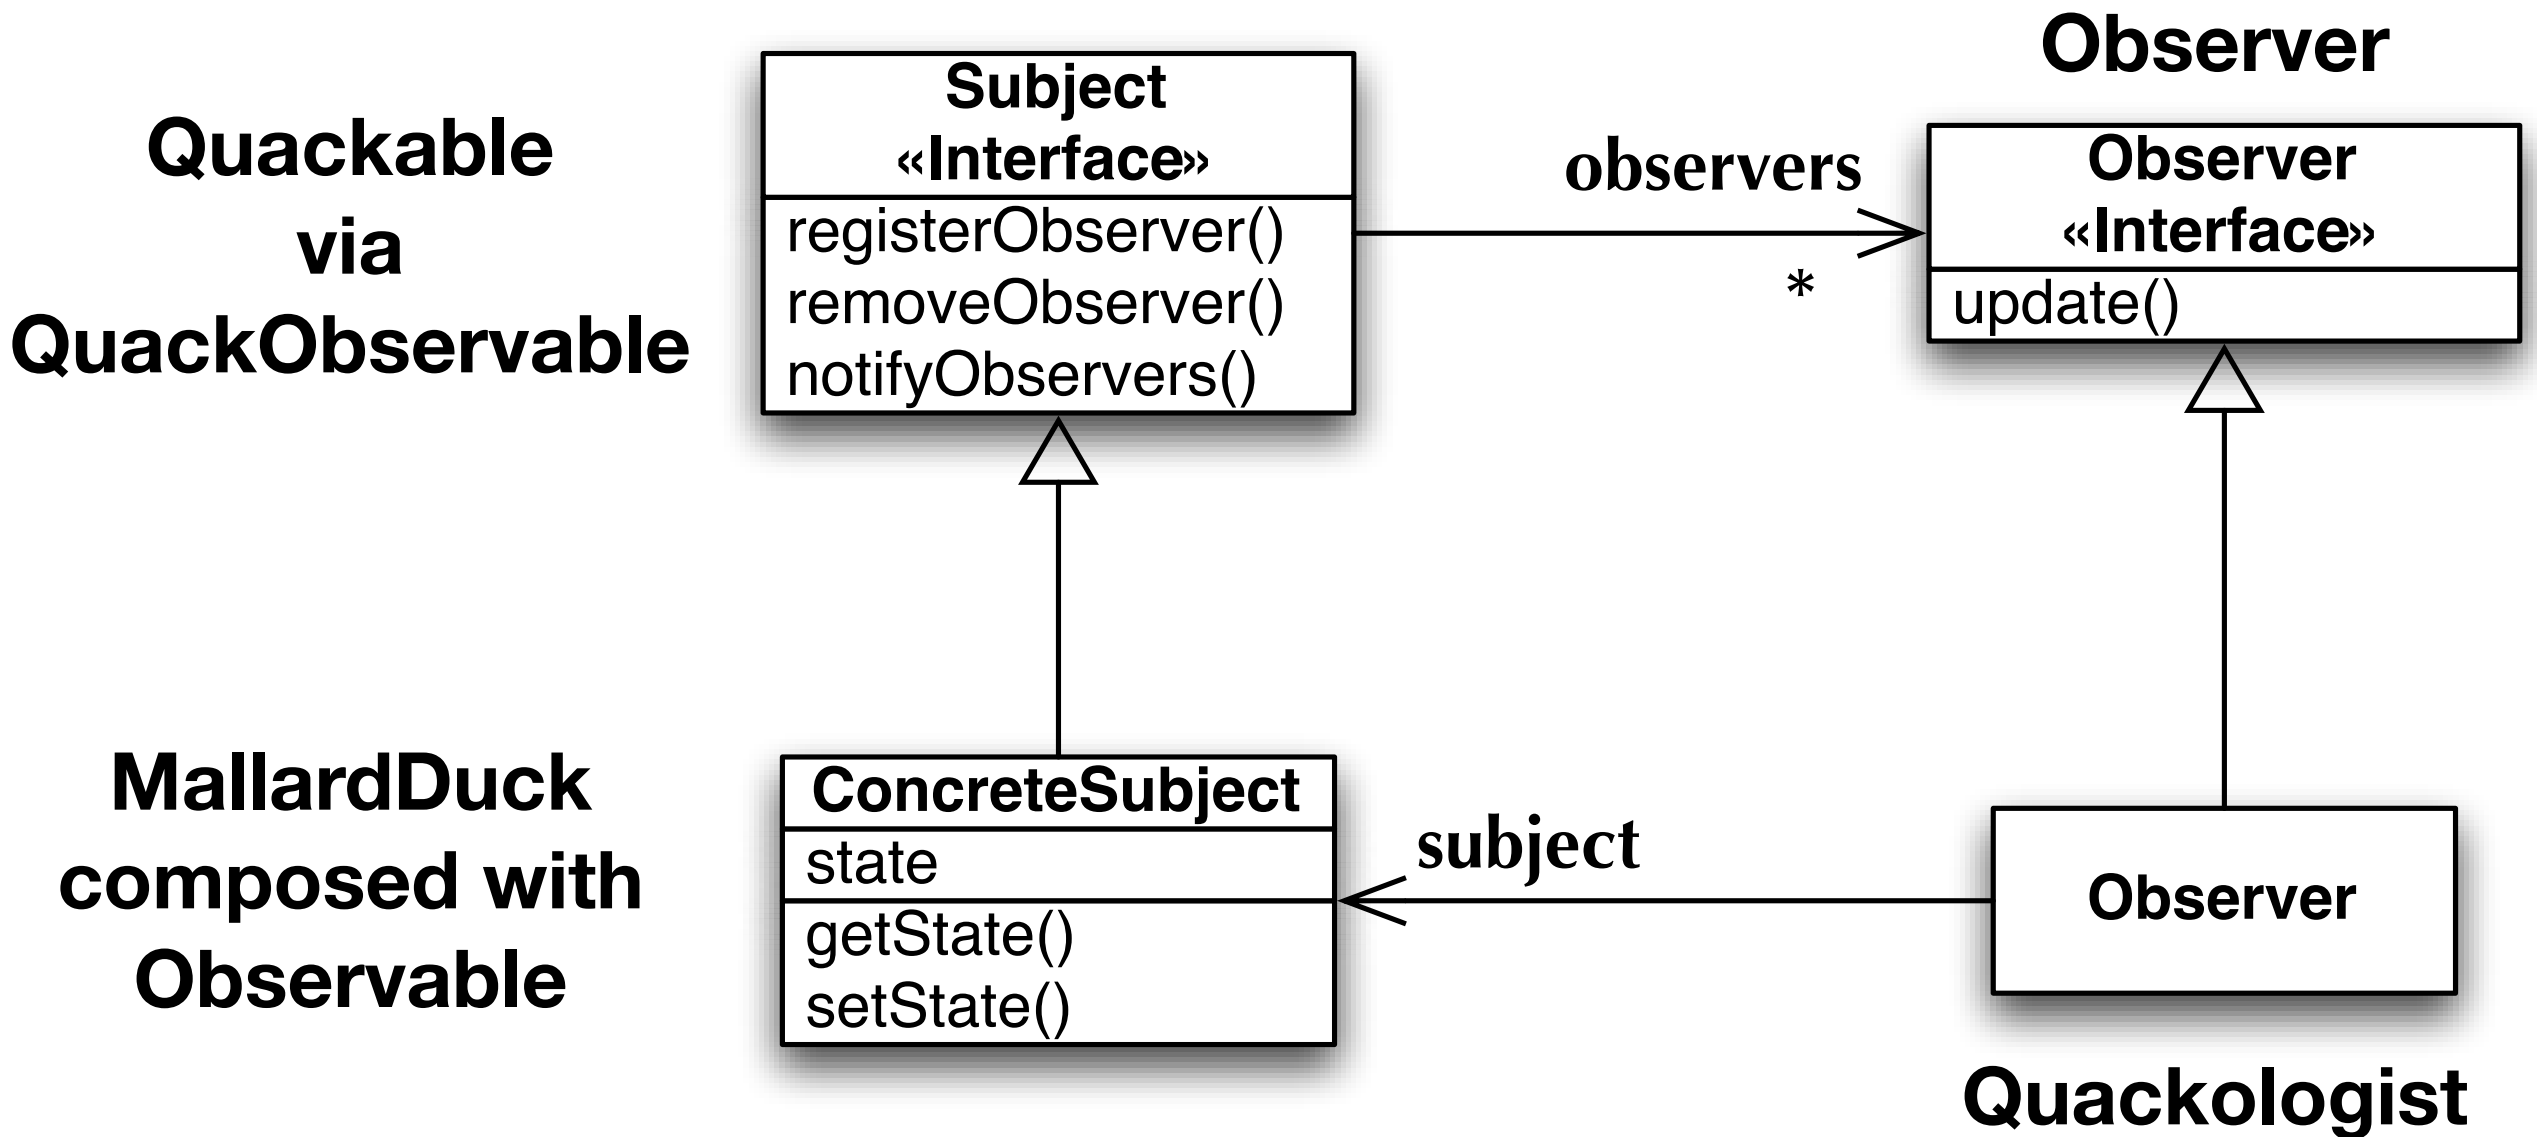 Quackable
via
QuackObservable
Subject
«Interface»
registerObserver()
removeObserver()
notifyObservers()
observers
*
Observer
Observer
«Interface»
update()
MallardDuck
composed with
Observable
ConcreteSubject
state
getState()
setState()
subject
Observer
Quackologist